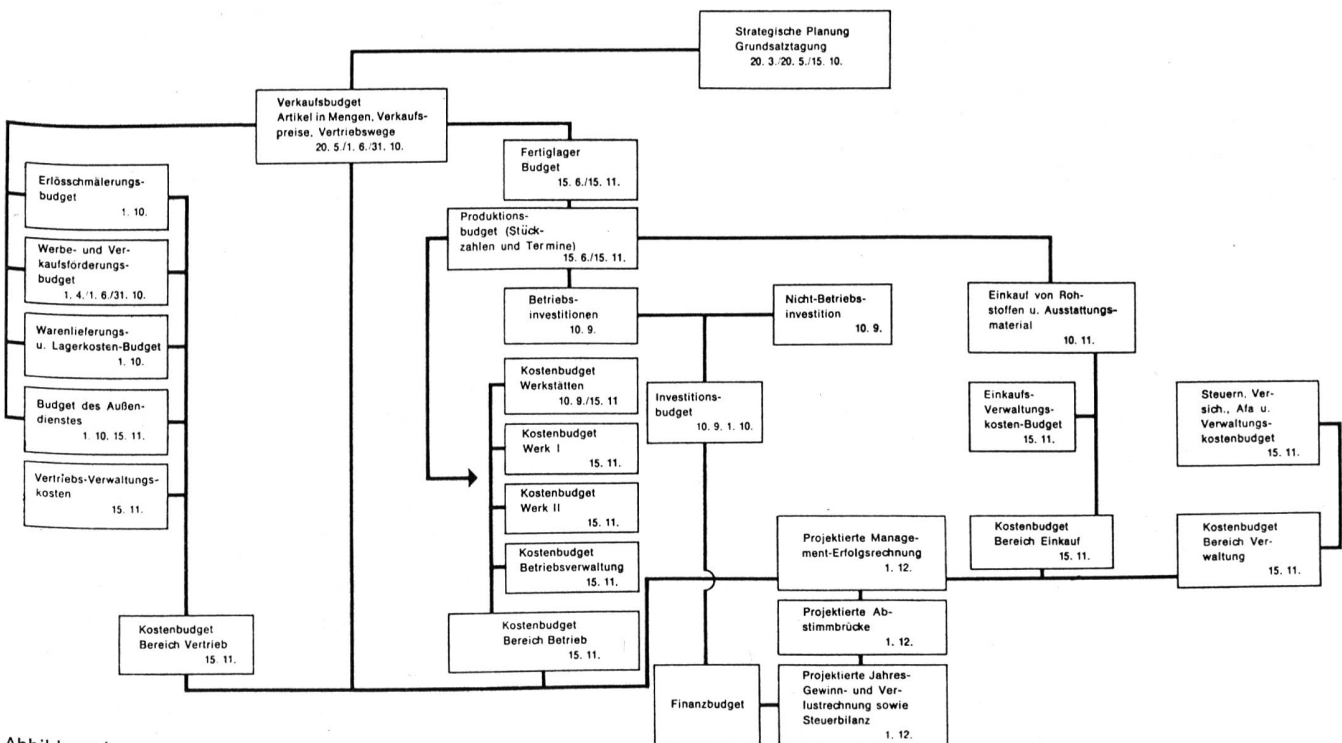 Strategische Planung
Grundsatztagung
20. 3./20. 5./15. 10.
Verkaufsbudget
Artikel in Mengen, Verkaufs-
preise, Vertriebswege
20. 5./1. 6./31. 10.
Fertiglager
Budget
15. 6./15. 11.
Erlösschmälerungs-
budget
1. 10.
Produktions-
budget (Stück-
zahlen und Termine)
15. 6./15. 11.
Werbe- und Ver-
kaufsförderungs-
budget
1. 4./1. 6./31. 10.
Betriebs-
investitionen
10. 9.
Nicht-Betriebs-
investition
10. 9.
Einkauf von Roh-
stoffen u. Ausstattungs-
material
10. 11.
Warenlieferungs-
u. Lagerkosten-Budget
1. 10.
Kostenbudget
Werkstätten
10. 9./15. 11
Investitions-
budget
10. 9. 1. 10.
Einkaufs-
Verwaltungs-
kosten-Budget
15. 11.
Steuern, Ver-
sich., Afa u.
Verwaltungs-
kostenbudget
15. 11.
Budget des Außen-
dienstes
1. 10. 15. 11.
Kostenbudget
Werk I
15. 11.
Vertriebs-Verwaltungs-
kosten
15. 11.
Kostenbudget
Werk II
15. 11.
Kostenbudget
Betriebsverwaltung
15. 11.
Projektierte Manage-
ment-Erfolgsrechnung
1. 12.
Kostenbudget
Bereich Einkauf
15. 11.
Kostenbudget
Bereich Ver-
waltung
15. 11.
Kostenbudget
Bereich Vertrieb
15. 11.
Kostenbudget
Bereich Betrieb
15. 11.
Projektierte Ab-
stimmbrücke
1. 12.
Finanzbudget
Projektierte Jahres-
Gewinn- und Ver-
lustrechnung sowie
Steuerbilanz
1. 12.